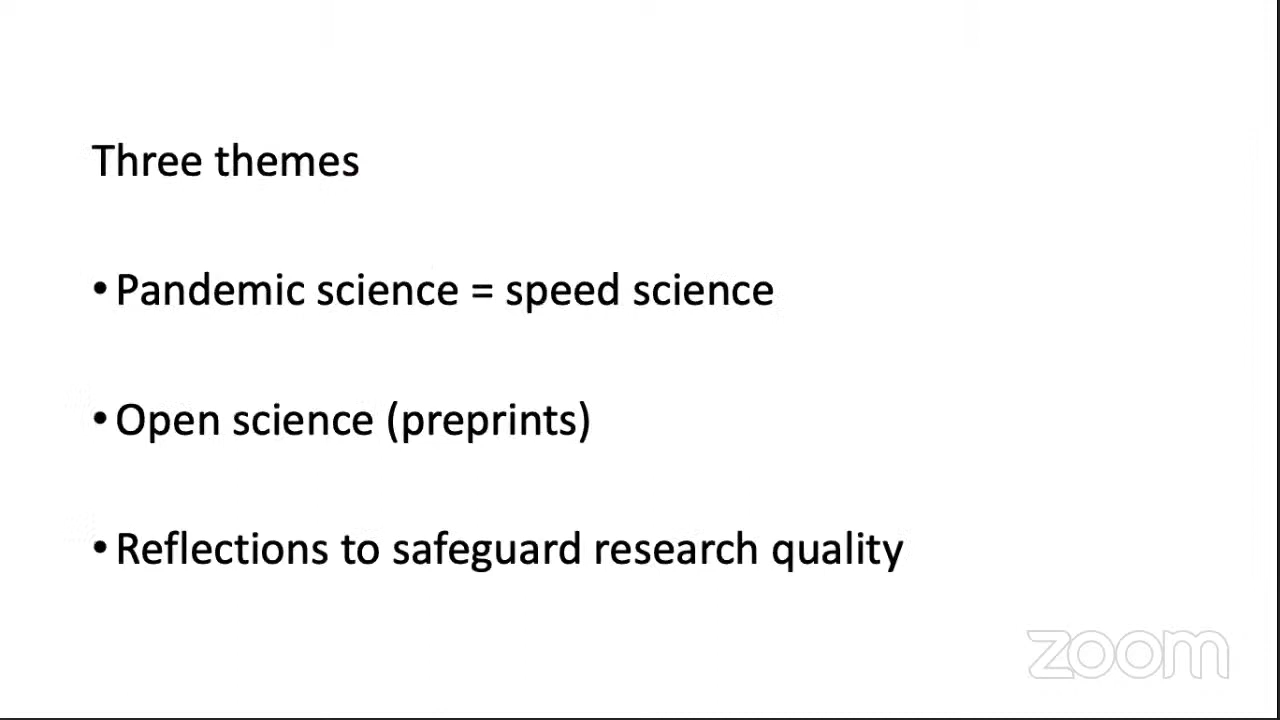 Three themes
• Pandemic science = speed science
• Open science (preprints)
• Reflections to safeguard research quality
zoom